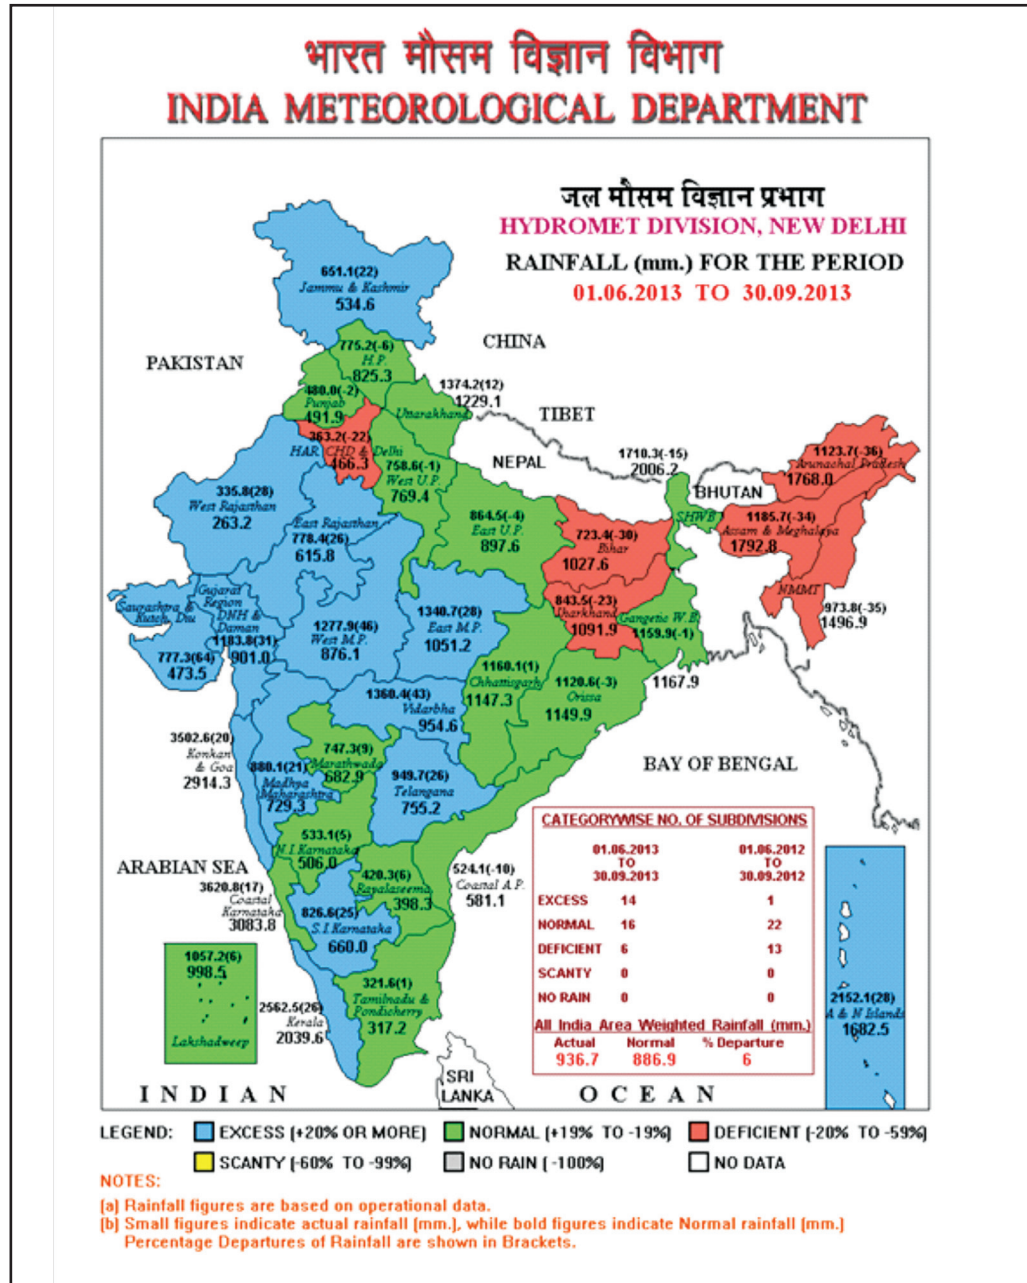 भारत मौसम विज्ञान विभाग
INDIA METEOROLOGICAL DEPARTMENT
जल मौसम विज्ञान प्रभाग
HYDROMET DIVISION, NEW DELHI
RAINFALL (mm.) FOR THE PERIOD
01.06.2013 TO 30.09.2013
651.1(22)
Jammu & Kashmir
534.6
PAKISTAN
CHINA
775.2(-6)
H.P.
825.3
480.0(-2)
Punjab
491.9
1374.2(12)
1229.1
Uttarakhand
TIBET
363.2(-22)
HAR. CHD & Delhi
466.3
758.6(-1)
West U.P.
769.4
NEPAL
1710.3(-15)
2006.2
BHUTAN
SHWB
1123.7(-36)
Arunachal Pradesh
1768.0
335.8(28)
West Rajasthan
263.2
East Rajasthan
778.4(26)
615.8
864.5(-4)
East U.P.
897.6
723.4(-30)
Bihar
1027.6
1185.7(-34)
Assam & Meghalaya
1792.8
NMMT
973.8(-35)
1496.9
Saurashtra &
Kutch, Diu
777.3(64)
473.5
Gujarat
Region
DNH &
Daman
1183.8(31)
901.0
1277.9(46)
West M.P.
876.1
1340.7(28)
East M.P.
1051.2
843.5(-23)
Jharkhand
1091.9
Gangetic W.B.
1159.9(-1)
1167.9
1160.1(1)
Chhattisgarh
1147.3
1120.6(-3)
Orissa
1149.9
1360.4(43)
Vidarbha
954.6
3502.6(20)
Konkan
& Goa
2914.3
880.1(21)
Madhya
Maharashtra
729.3
747.3(9)
Marathwada
682.9
949.7(26)
Telangana
755.2
BAY OF BENGAL
ARABIAN SEA
533.1(5)
N.I.Karnataka
506.0
3620.8(17)
Coastal
Karnataka
3083.8
420.3(6)
Rayalaseema
398.3
524.1(-10)
Coastal A.P.
581.1
826.6(25)
S.I.Karnataka
660.0
1057.2(6)
998.5
Lakshadweep
2562.5(26)
Kerala
2039.6
321.6(1)
Tamilnadu &
Pondicherry
317.2
SRI
LANKA
2152.1(28)
A & N Islands
1682.5
CATEGORYWISE NO. OF SUBDIVISIONS
01.06.2013 01.06.2012
TO TO
30.09.2013 30.09.2012
EXCESS 14 1
NORMAL 16 22
DEFICIENT 6 13
SCANTY 0 0
NO RAIN 0 0
All India Area Weighted Rainfall (mm.)
Actual Normal % Departure
936.7 886.9 6
INDIAN OCEAN
LEGEND: EXCESS (+20% OR MORE) NORMAL (+19% TO -19%) DEFICIENT (-20% TO -59%)
SCANTY (-60% TO -99%) NO RAIN (-100%) NO DATA
NOTES:
(a) Rainfall figures are based on operational data.
(b) Small figures indicate actual rainfall (mm.), while bold figures indicate Normal rainfall (mm.)
Percentage Departures of Rainfall are shown in Brackets.